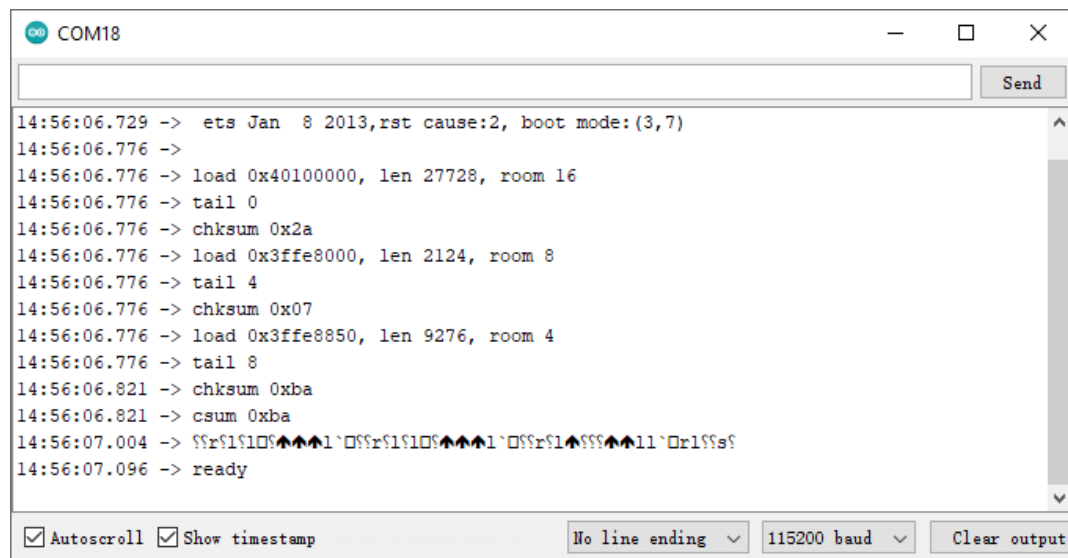 COM18
Send
14:56:06.729 ->  ets Jan  8 2013,rst cause:2, boot mode:(3,7)
14:56:06.776 ->
14:56:06.776 -> load 0x40100000, len 27728, room 16
14:56:06.776 -> tail 0
14:56:06.776 -> chksum 0x2a
14:56:06.776 -> load 0x3ffe8000, len 2124, room 8
14:56:06.776 -> tail 4
14:56:06.776 -> chksum 0x07
14:56:06.776 -> load 0x3ffe8850, len 9276, room 4
14:56:06.776 -> tail 8
14:56:06.821 -> chksum 0xba
14:56:06.821 -> csum 0xba
14:56:07.004 ->
14:56:07.096 -> ready
Autoscroll Show timestamp No line ending 115200 baud Clear output